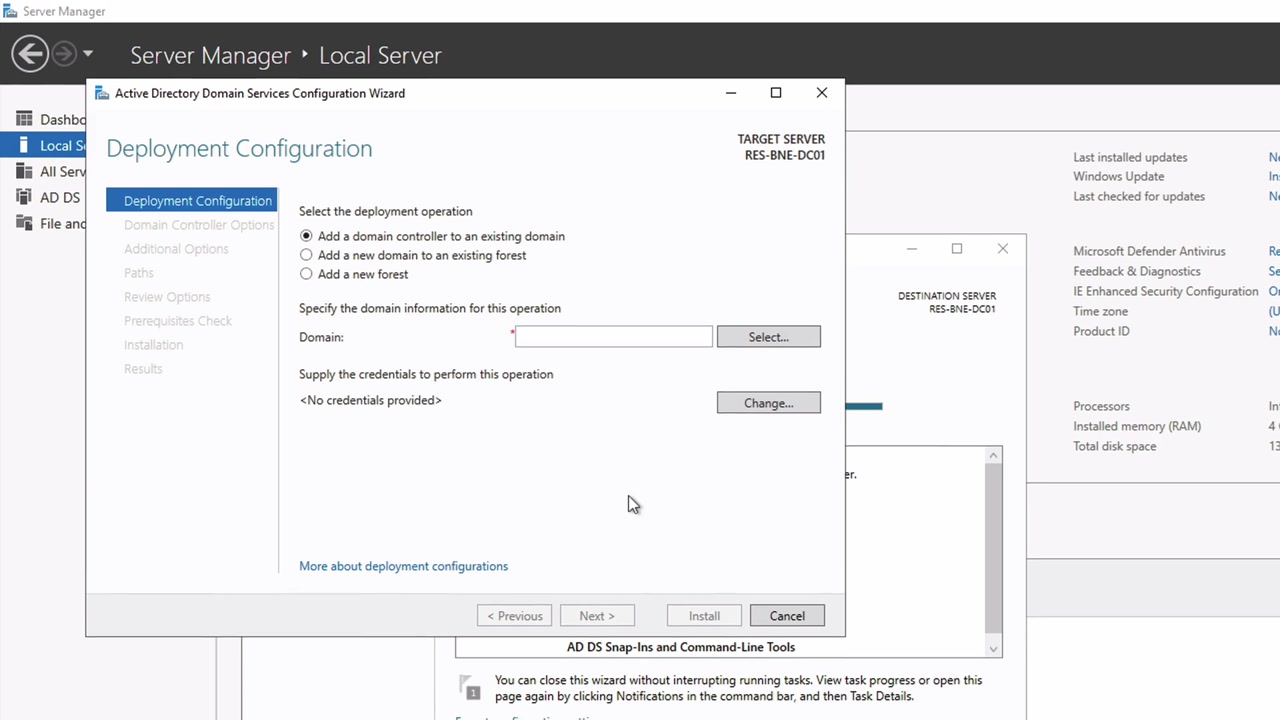 Server Manager
Server Manager ‣ Local Server
Active Directory Domain Services Configuration Wizard
Deployment Configuration
TARGET SERVER
RES-BNE-DC01
Dashbo
Local Se
All Serv
AD DS
File and
Deployment Configuration
Domain Controller Options
Additional Options
Paths
Review Options
Prerequisites Check
Installation
Results
Select the deployment operation
Add a domain controller to an existing domain
Add a new domain to an existing forest
Add a new forest
Specify the domain information for this operation
Domain: * Select...
Supply the credentials to perform this operation
<No credentials provided> Change...
More about deployment configurations
< Previous Next > Install Cancel
DESTINATION SERVER
RES-BNE-DC01
er.
AD DS Snap-Ins and Command-Line Tools
1
You can close this wizard without interrupting running tasks. View task progress or open this
page again by clicking Notifications in the command bar, and then Task Details.
Last installed updates Ne
Windows Update In
Last checked for updates Ne
Microsoft Defender Antivirus Re
Feedback & Diagnostics Se
IE Enhanced Security Configuration On
Time zone (U
Product ID No
Processors Int
Installed memory (RAM) 4
Total disk space 13